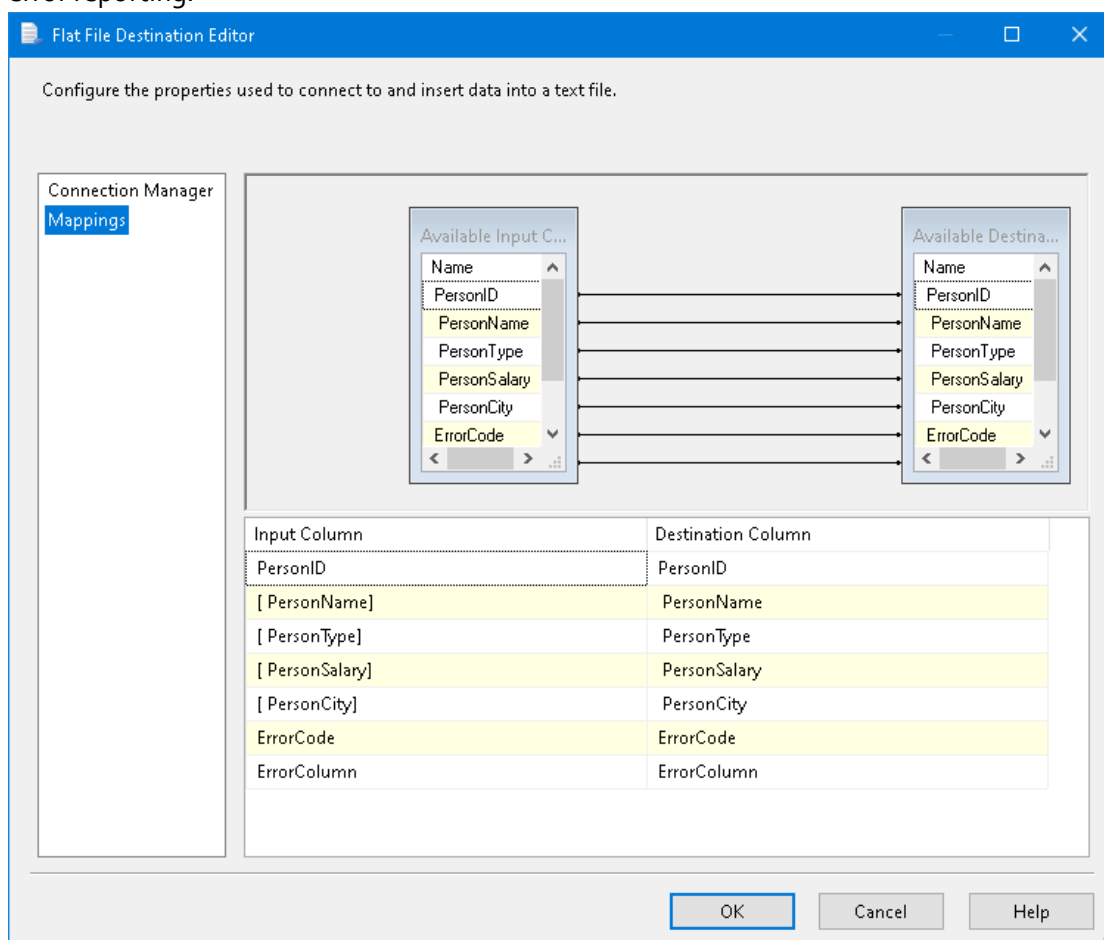 error reporting.
Flat File Destination Editor
Configure the properties used to connect to and insert data into a text file.
Connection Manager
Mappings
Available Input C...
Name
PersonID
PersonName
PersonType
PersonSalary
PersonCity
ErrorCode
Available Destina...
Name
PersonID
PersonName
PersonType
PersonSalary
PersonCity
ErrorCode
Input Column Destination Column
PersonID PersonID
[ PersonName] PersonName
[ PersonType] PersonType
[ PersonSalary] PersonSalary
[ PersonCity] PersonCity
ErrorCode ErrorCode
ErrorColumn ErrorColumn
OK Cancel Help